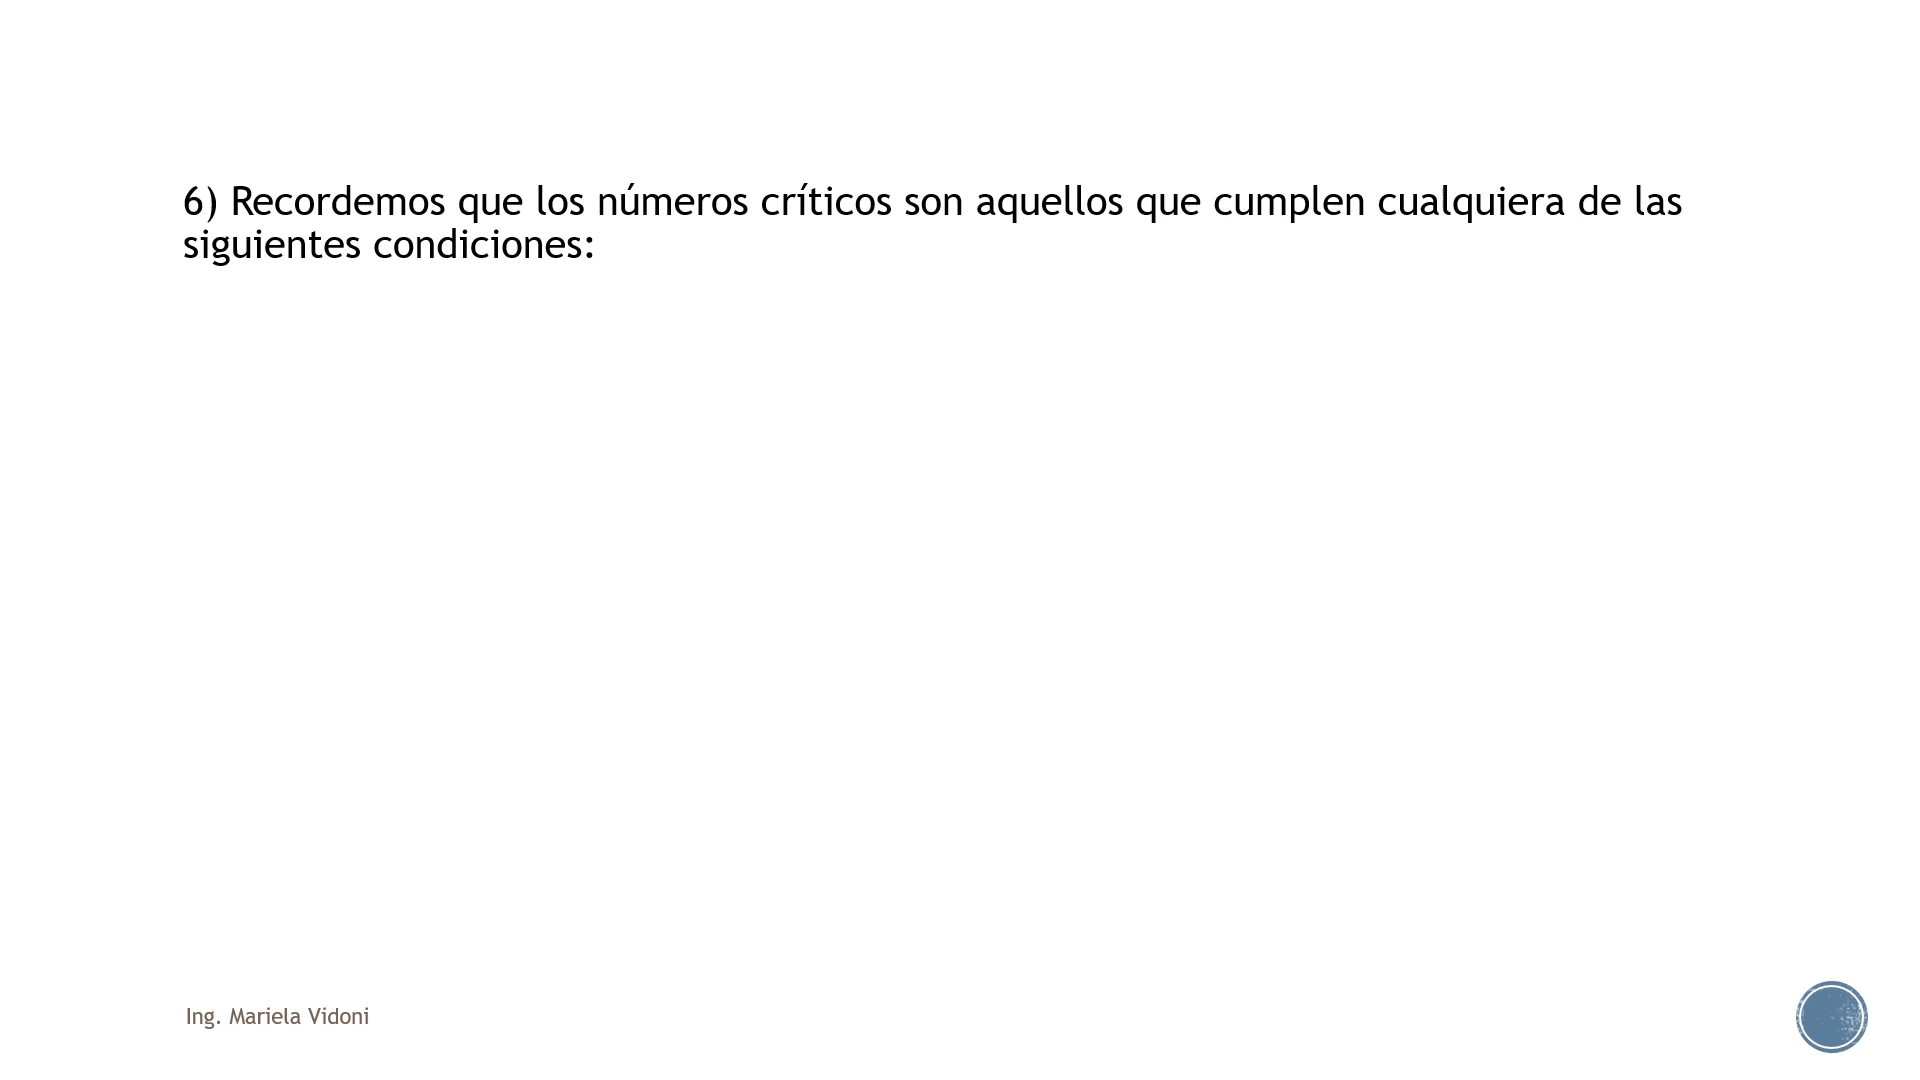 6) Recordemos que los números críticos son aquellos que cumplen cualquiera de las
siguientes condiciones:
Ing. Mariela Vidoni